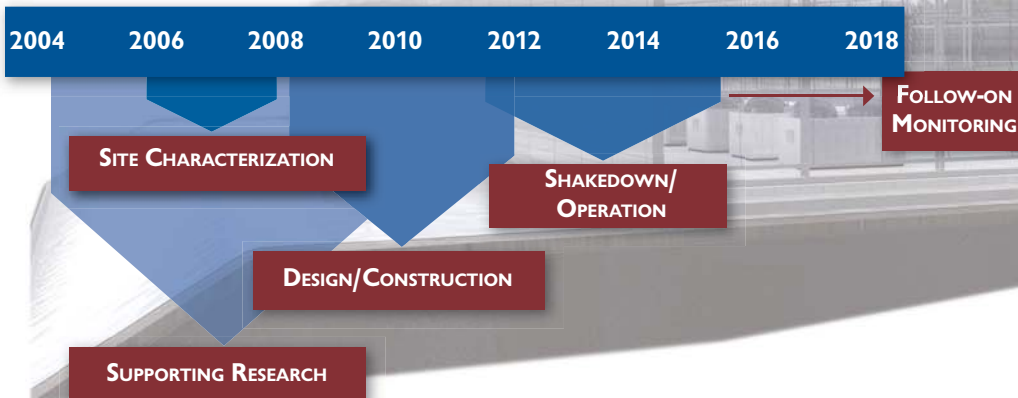 2004 2006 2008 2010 2012 2014 2016 2018
FOLLOW-ON
MONITORING
SITE CHARACTERIZATION
SHAKEDOWN/
OPERATION
DESIGN/CONSTRUCTION
SUPPORTING RESEARCH